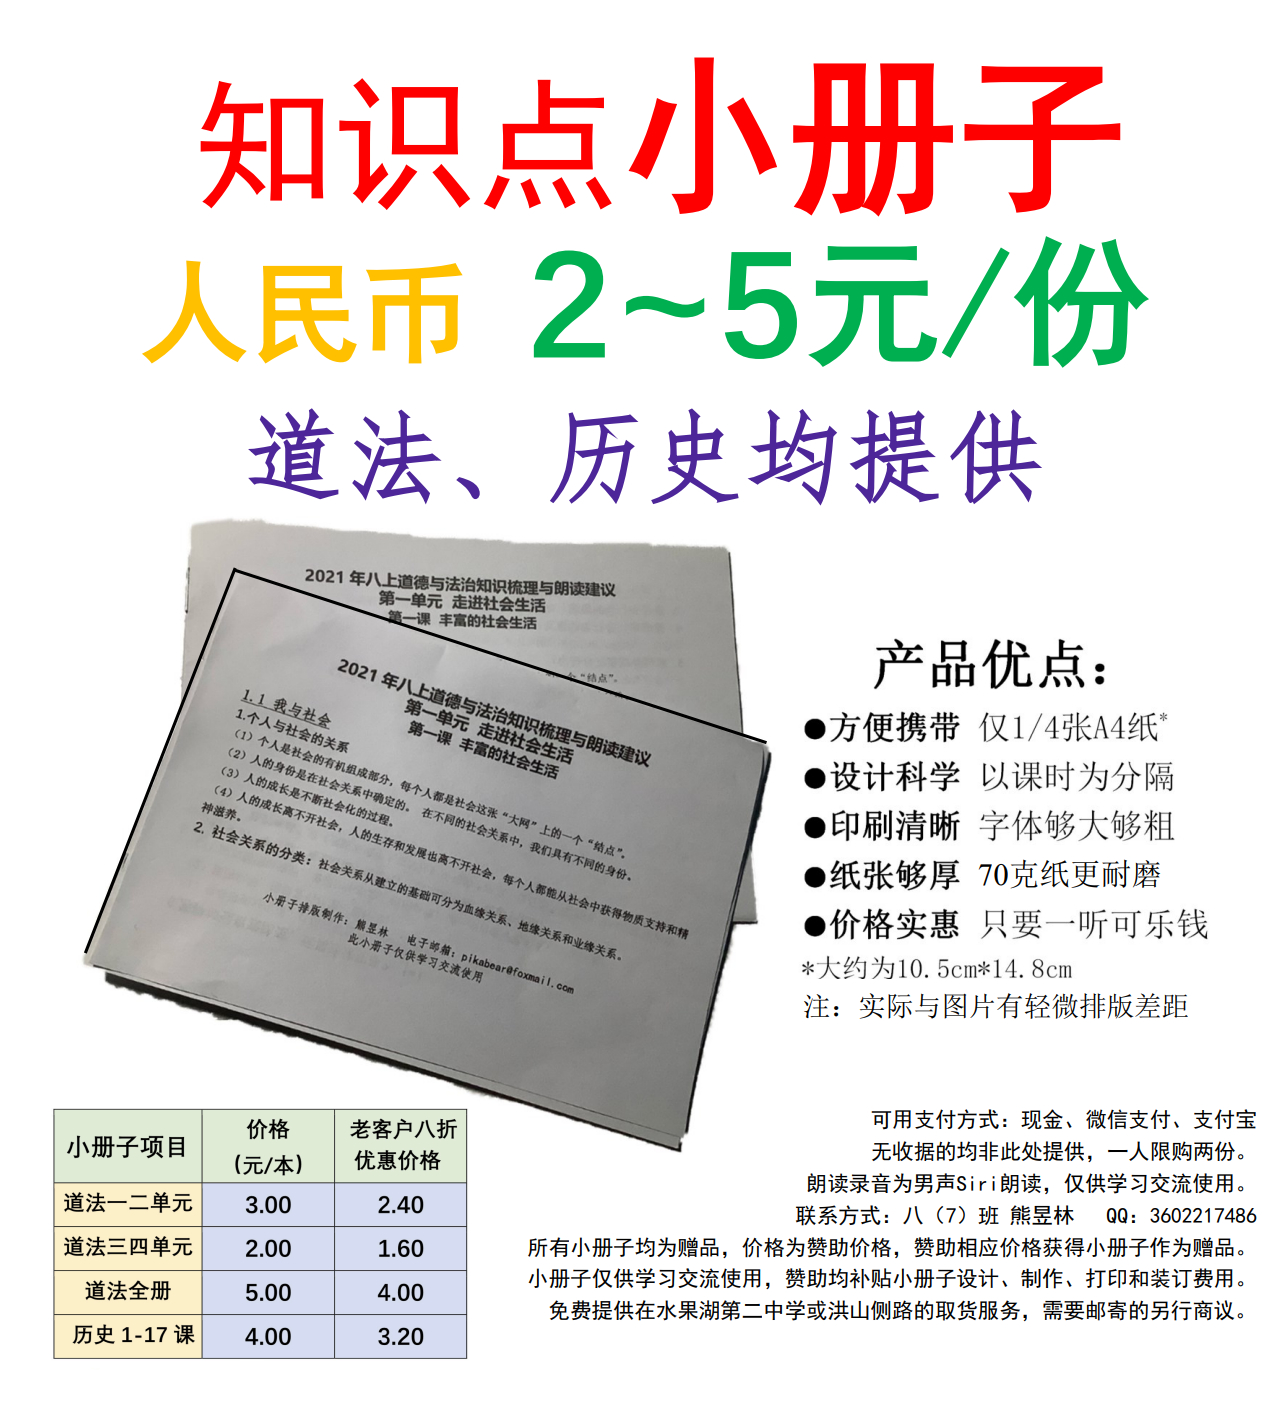 知识点小册子
人民币 2~5元/份
道法、历史均提供
2021年八上道德与法治知识梳理与朗读建议
第一单元 走进社会生活
第一课 丰富的社会生活
个“结点”。
2021年八上道德与法治知识梳理与朗读建议
第一单元 走进社会生活
第一课 丰富的社会生活
1.1 我与社会
1.个人与社会的关系
（1）个人是社会的有机组成部分，每个人都是社会这张“大网”上的一个“结点”。
（2）人的身份是在社会关系中确定的。在不同的社会关系中，我们具有不同的身份。
（3）人的成长是不断社会化的过程。
（4）人的成长离不开社会，人的生存和发展也离不开社会，每个人都能从社会中获得物质支持和精
神滋养。
2. 社会关系的分类：社会关系从建立的基础可分为血缘关系、地缘关系和业缘关系。
小册子排版制作：熊昱林 电子邮箱：pikabear@foxmail.com
此小册子仅供学习交流使用
产品优点：
●方便携带 仅1/4张A4纸*
●设计科学 以课时为分隔
●印刷清晰 字体够大够粗
●纸张够厚 70克纸更耐磨
●价格实惠 只要一听可乐钱
*大约为10.5cm*14.8cm
注：实际与图片有轻微排版差距
小册子项目 价格（元/本） 老客户八折优惠价格
道法一二单元 3.00 2.40
道法三四单元 2.00 1.60
道法全册 5.00 4.00
历史 1-17 课 4.00 3.20
可用支付方式：现金、微信支付、支付宝
无收据的均非此处提供，一人限购两份。
朗读录音为男声Siri朗读，仅供学习交流使用。
联系方式：八（7）班 熊昱林 QQ：3602217486
所有小册子均为赠品，价格为赞助价格，赞助相应价格获得小册子作为赠品。
小册子仅供学习交流使用，赞助均补贴小册子设计、制作、打印和装订费用。
免费提供在水果湖第二中学或洪山侧路的取货服务，需要邮寄的另行商议。